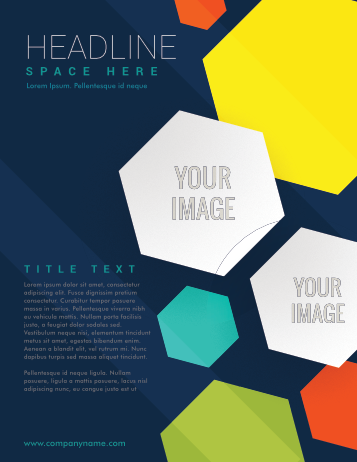 HEADLINE
SPACE HERE
Lorem Ipsum. Pellentesque id neque
YOUR
IMAGE
YOUR
IMAGE
TITLE TEXT
Lorem ipsum dolor sit amet, consectetur
adipiscing elit. Fusce dignissim pretium
consectetur. Curabitur tempor posuere
massa in varius. Pellentesque viverra nibh
eu vehicula mattis. Nullam porta facilisis
justo, a feugiat dolor sodales sed.
Vestibulum neque nunc, elementum tincidunt
metus sit amet, egestas bibendum enim.
Aenean a blandit elit, vel rutrum mi. Nunc
dapibus turpis sed massa aliquet tincidunt
Pellentesque id neque ligula. Nullam
posuere, ligula a mattis posuere, lacus nisl
adipiscing nunc, eu congue justo est ut
www.companyname.com